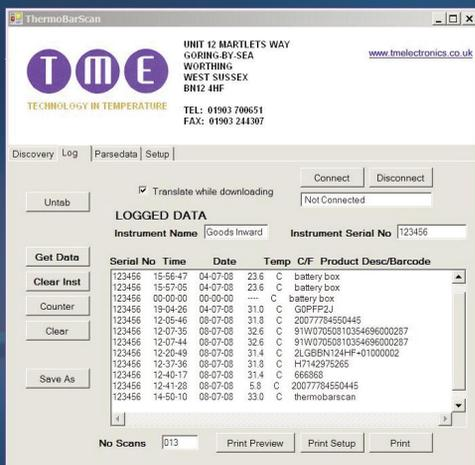 ThermoBarScan
TME
TECHNOLOGY IN TEMPERATURE
UNIT 12 MARTLETS WAY
GORING-BY-SEA
WORTHING
WEST SUSSEX
BN12 4HF
TEL: 01903 700651
FAX: 01903 244307
www.tmelectronics.co.uk
Discovery Log Parsedata Setup
Connect Disconnect
Untab Translate while downloading Not Connected
LOGGED DATA
Instrument Name Goods Inward Instrument Serial No 123456
Get Data
Clear Inst
Counter
Clear
Save As
Serial No Time Date Temp C/F Product Desc/Barcode
123456 15-56-47 04-07-08 23.6 C battery box
123456 15-57-05 04-07-08 23.6 C battery box
123456 00-00-00 00-00-00 ---- C battery box
123456 19-04-26 04-07-08 31.0 C G0PFP2J
123456 12-05-46 08-07-08 31.8 C 20077784550445
123456 12-07-35 08-07-08 32.6 C 91W07050810354696000287
123456 12-07-44 08-07-08 32.6 C 91W07050810354696000287
123456 12-20-49 08-07-08 31.4 C 2LGBBN124HF+01000002
123456 12-37-36 08-07-08 31.8 C H7142975265
123456 12-40-17 08-07-08 31.4 C 666868
123456 12-41-28 08-07-08 5.8 C 20077784550445
123456 14-50-10 08-07-08 33.0 C thermobarscan
No Scans 013 Print Preview Print Setup Print